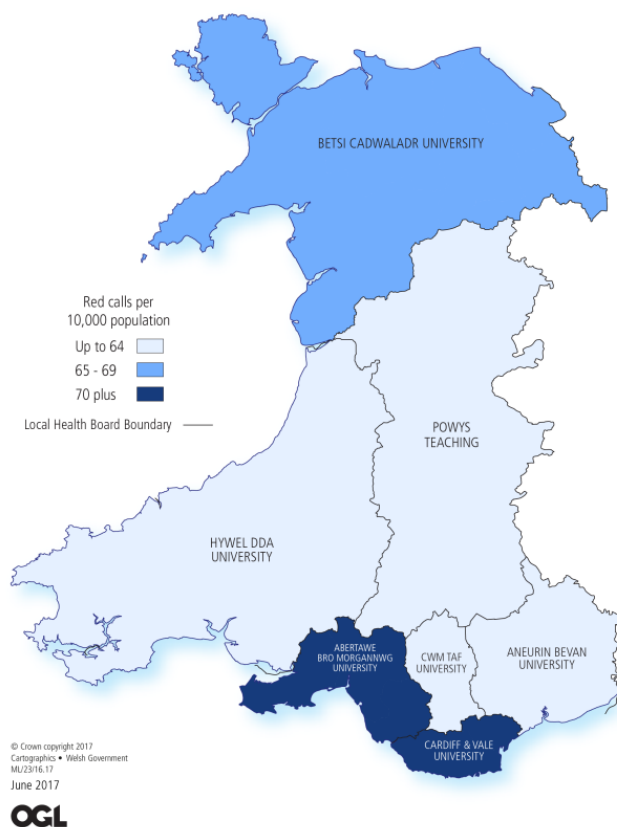 BETSI CADWALADR UNIVERSITY
Red calls per
10,000 population
Up to 64
65 - 69
70 plus
Local Health Board Boundary
POWYS
TEACHING
HYWEL DDA
UNIVERSITY
ABERTAWE
BRO MORGANNWG
UNIVERSITY
CWM TAF
UNIVERSITY
ANEURIN BEVAN
UNIVERSITY
CARDIFF & VALE
UNIVERSITY
© Crown copyright 2017
Cartographics • Welsh Government
ML/23/16.17
June 2017
OGL